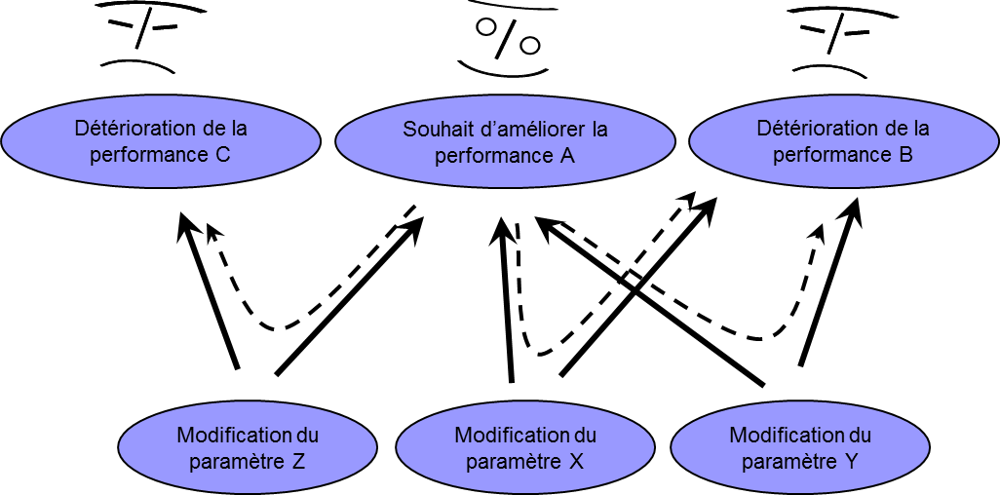 Détérioration de la
performance C
Souhait d’améliorer la
performance A
Détérioration de la
performance B
Modification du
paramètre Z
Modification du
paramètre X
Modification du
paramètre Y